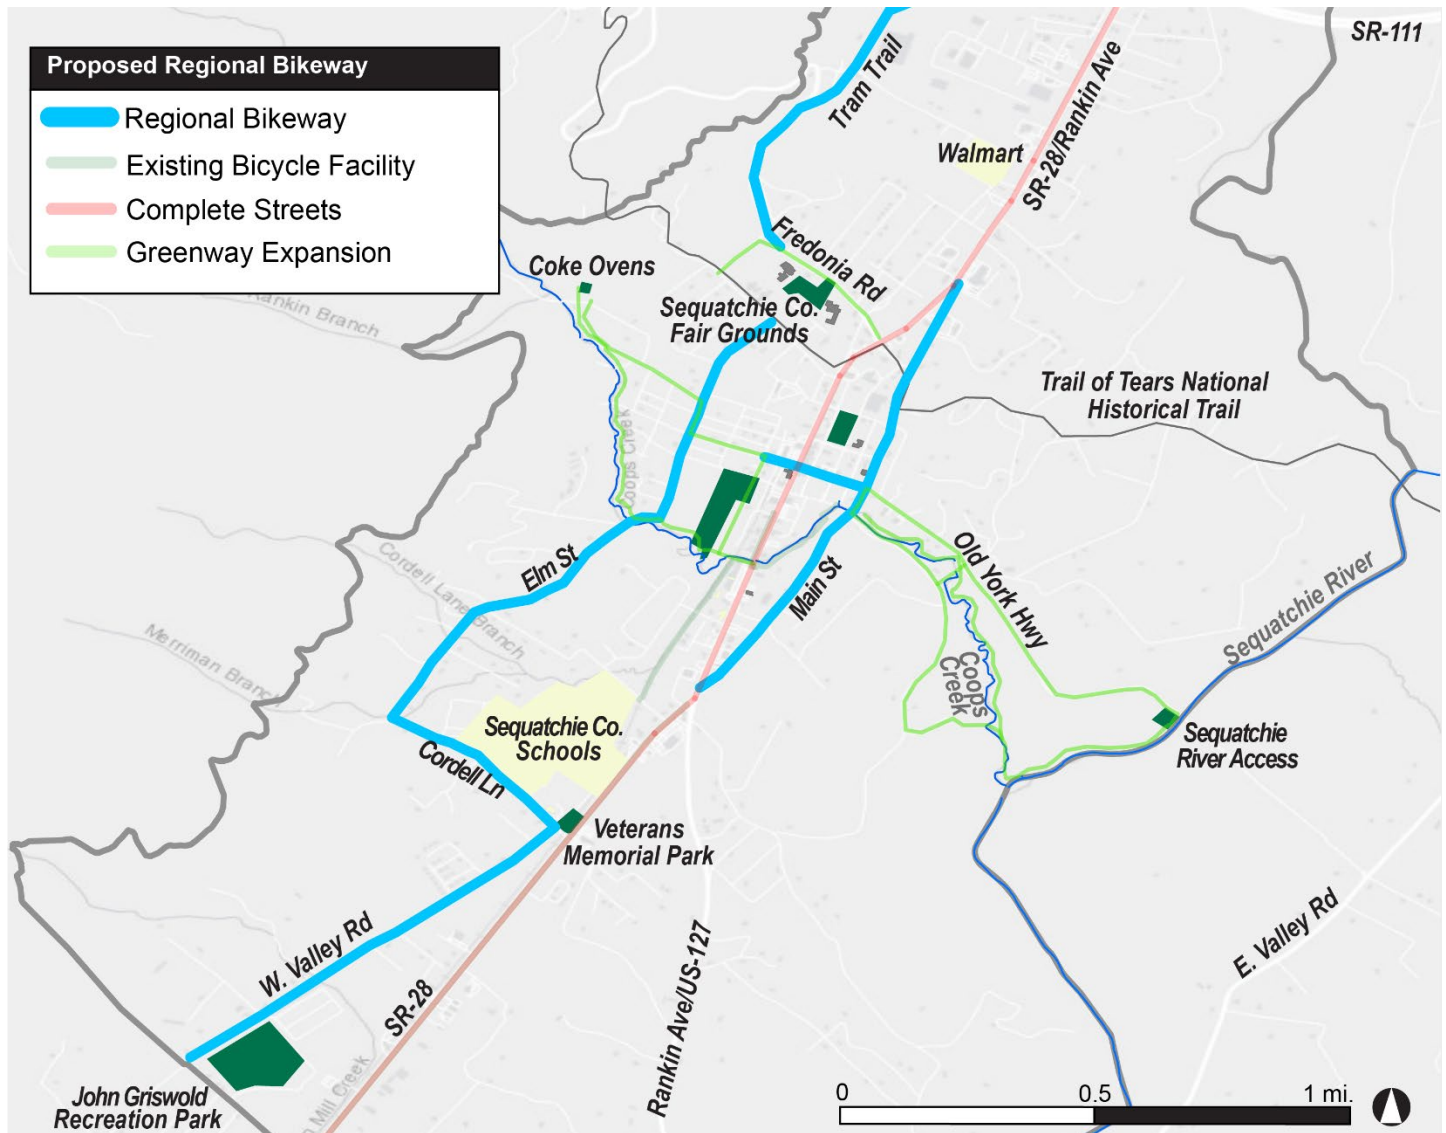 SR-111
Proposed Regional Bikeway
Regional Bikeway
Existing Bicycle Facility
Complete Streets
Greenway Expansion
Tram Trail
SR-28/Rankin Ave
Walmart
Fredonia Rd
Coke Ovens
Rankin Branch
Sequatchie Co.
Fair Grounds
Trail of Tears National
Historical Trail
Coops Creek
Elm St
Cordell Lane Branch
Main St
Old York Hwy
Sequatchie River
Merriman Branch
Coops
Creek
Sequatchie Co.
Schools
Sequatchie
River Access
Cordell Ln
Veterans
Memorial Park
W. Valley Rd
SR-28
Rankin Ave/US-127
E. Valley Rd
Mill Creek
John Griswold
Recreation Park
0 0.5 1 mi.